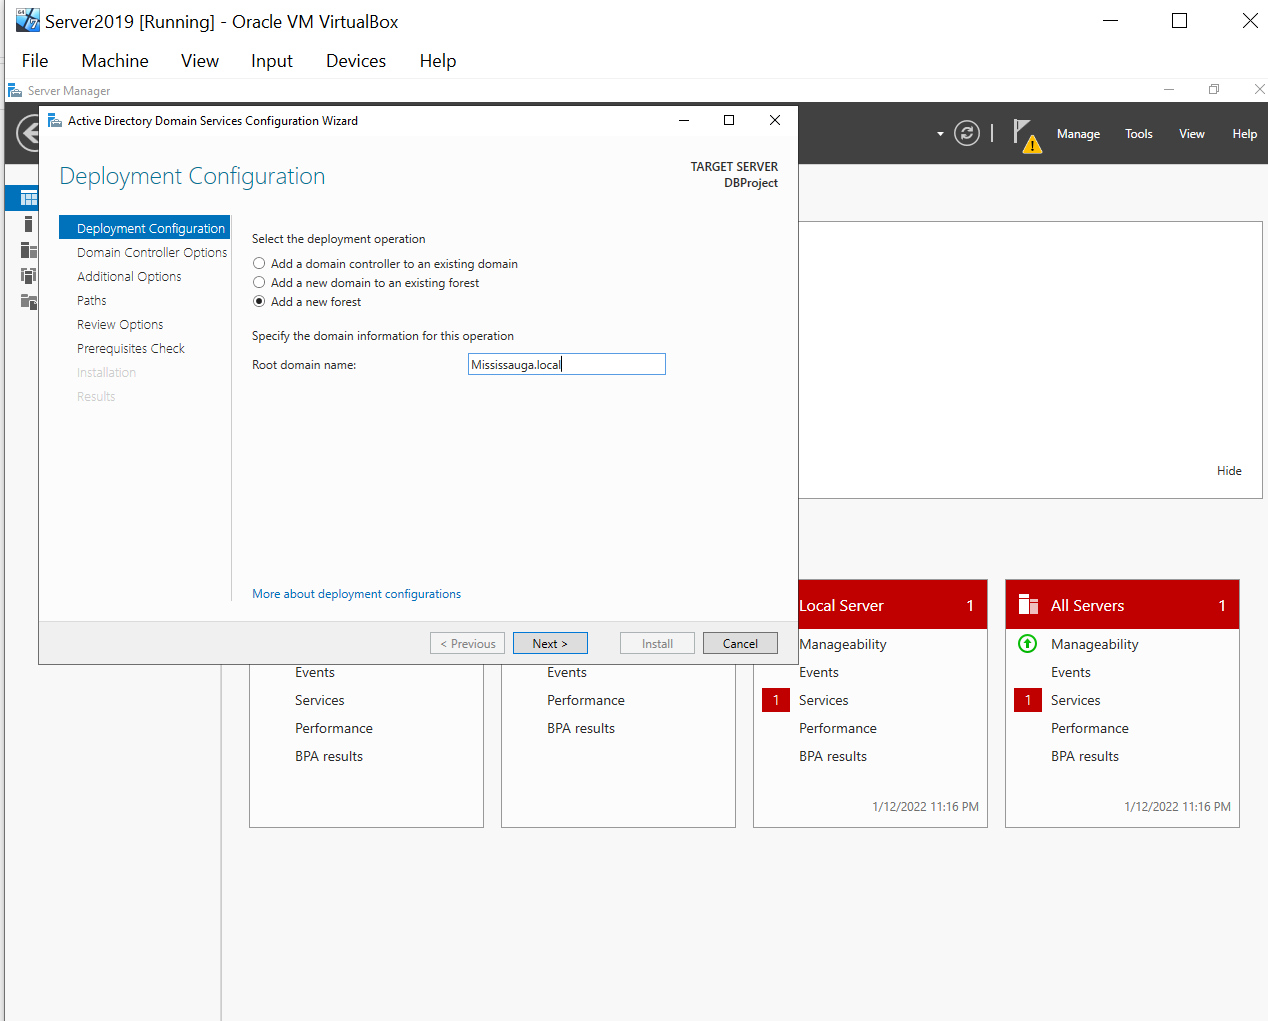 Server2019 [Running] - Oracle VM VirtualBox
File Machine View Input Devices Help
Server Manager
Active Directory Domain Services Configuration Wizard
Manage Tools View Help
Deployment Configuration
TARGET SERVER
DBProject
Deployment Configuration
Domain Controller Options
Additional Options
Paths
Review Options
Prerequisites Check
Installation
Results
Select the deployment operation
Add a domain controller to an existing domain
Add a new domain to an existing forest
Add a new forest
Specify the domain information for this operation
Root domain name: Mississauga.local
More about deployment configurations
< Previous Next > Install Cancel
Hide
Events
Services
Performance
BPA results
Events
Performance
BPA results
Local Server 1
Manageability
Events
1 Services
Performance
BPA results
1/12/2022 11:16 PM
All Servers 1
Manageability
Events
1 Services
Performance
BPA results
1/12/2022 11:16 PM